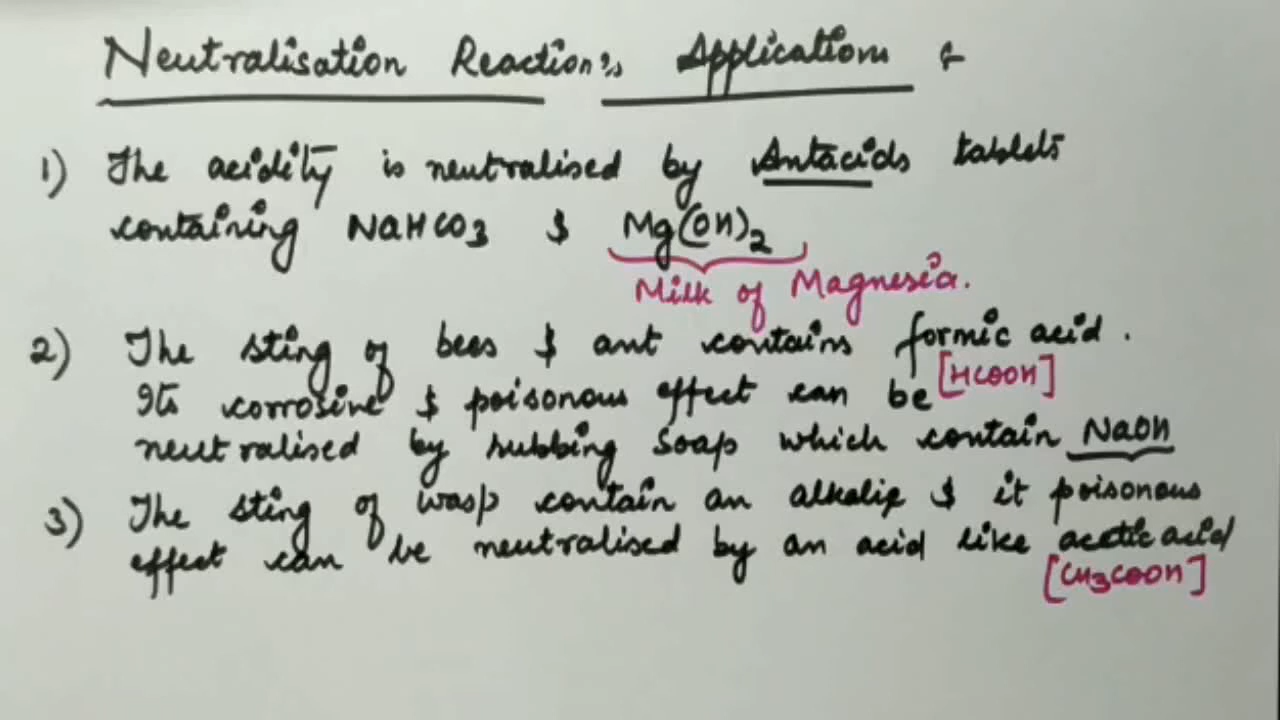 Neutralisation Reactions Applications :-
1) The acidity is neutralised by Antacids tablets
containing NaHCO3 & Mg(OH)2
Milk of Magnesia.
2) The sting of bees & ant contains formic acid.
[HCOOH]
Its corrosive & poisonous effect can be
neutralised by rubbing soap which contain NaOH
3) The sting of wasp contain an alkali & it poisonous
effect can be neutralised by an acid like acetic acid
[CH3COOH]